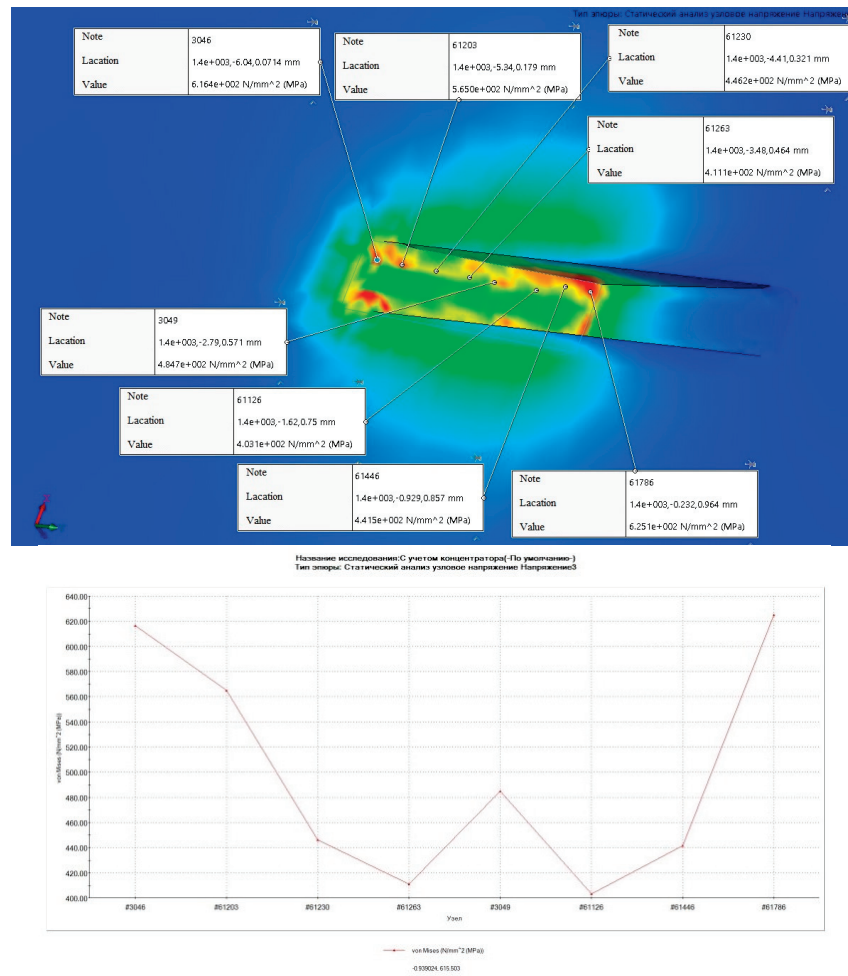 Тип эпюры: Статический анализ узловое напряжение Напряжен
Note 3046
Lacation 1.4e+003,-6.04,0.0714 mm
Value 6.164e+002 N/mm^2 (MPa)
Note 61203
Lacation 1.4e+003,-5.34,0.179 mm
Value 5.650e+002 N/mm^2 (MPa)
Note 61230
Lacation 1.4e+003,-4.41,0.321 mm
Value 4.462e+002 N/mm^2 (MPa)
Note 61263
Lacation 1.4e+003,-3.48,0.464 mm
Value 4.111e+002 N/mm^2 (MPa)
Note 3049
Lacation 1.4e+003,-2.79,0.571 mm
Value 4.847e+002 N/mm^2 (MPa)
Note 61126
Lacation 1.4e+003,-1.62,0.75 mm
Value 4.031e+002 N/mm^2 (MPa)
Note 61446
Lacation 1.4e+003,-0.929,0.857 mm
Value 4.415e+002 N/mm^2 (MPa)
Note 61786
Lacation 1.4e+003,-0.232,0.964 mm
Value 6.251e+002 N/mm^2 (MPa)
Название исследования:С учетом концентратора(-По умолчанию-)
Тип эпюры: Статический анализ узловое напряжение Напряжение3
640.00
620.00
600.00
580.00
560.00
540.00
520.00
500.00
480.00
460.00
440.00
420.00
400.00
von Mises (N/mm^2 (MPa))
#3046 #61203 #61230 #61263 #3049 #61126 #61446 #61786
Узел
von Mises (N/mm^2 (MPa))
-0.939024, 616.503